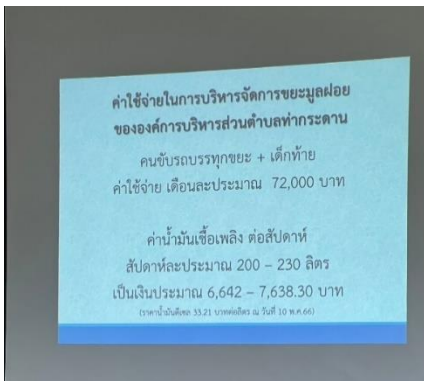 ค่าใช้จ่ายในการบริหารจัดการขยะมูลฝอย
ขององค์การบริหารส่วนตำบลท่ากระดาน
คนขับรถบรรทุกขยะ + เด็กท้าย
ค่าใช้จ่าย เดือนละประมาณ 72,000 บาท
ค่าน้ำมันเชื้อเพลิง ต่อสัปดาห์
สัปดาห์ละประมาณ 200 – 230 ลิตร
เป็นเงินประมาณ 6,642 – 7,638.30 บาท
(ราคาน้ำมันดีเซล 33.21 บาทต่อลิตร ณ วันที่ 10 พ.ค.66)